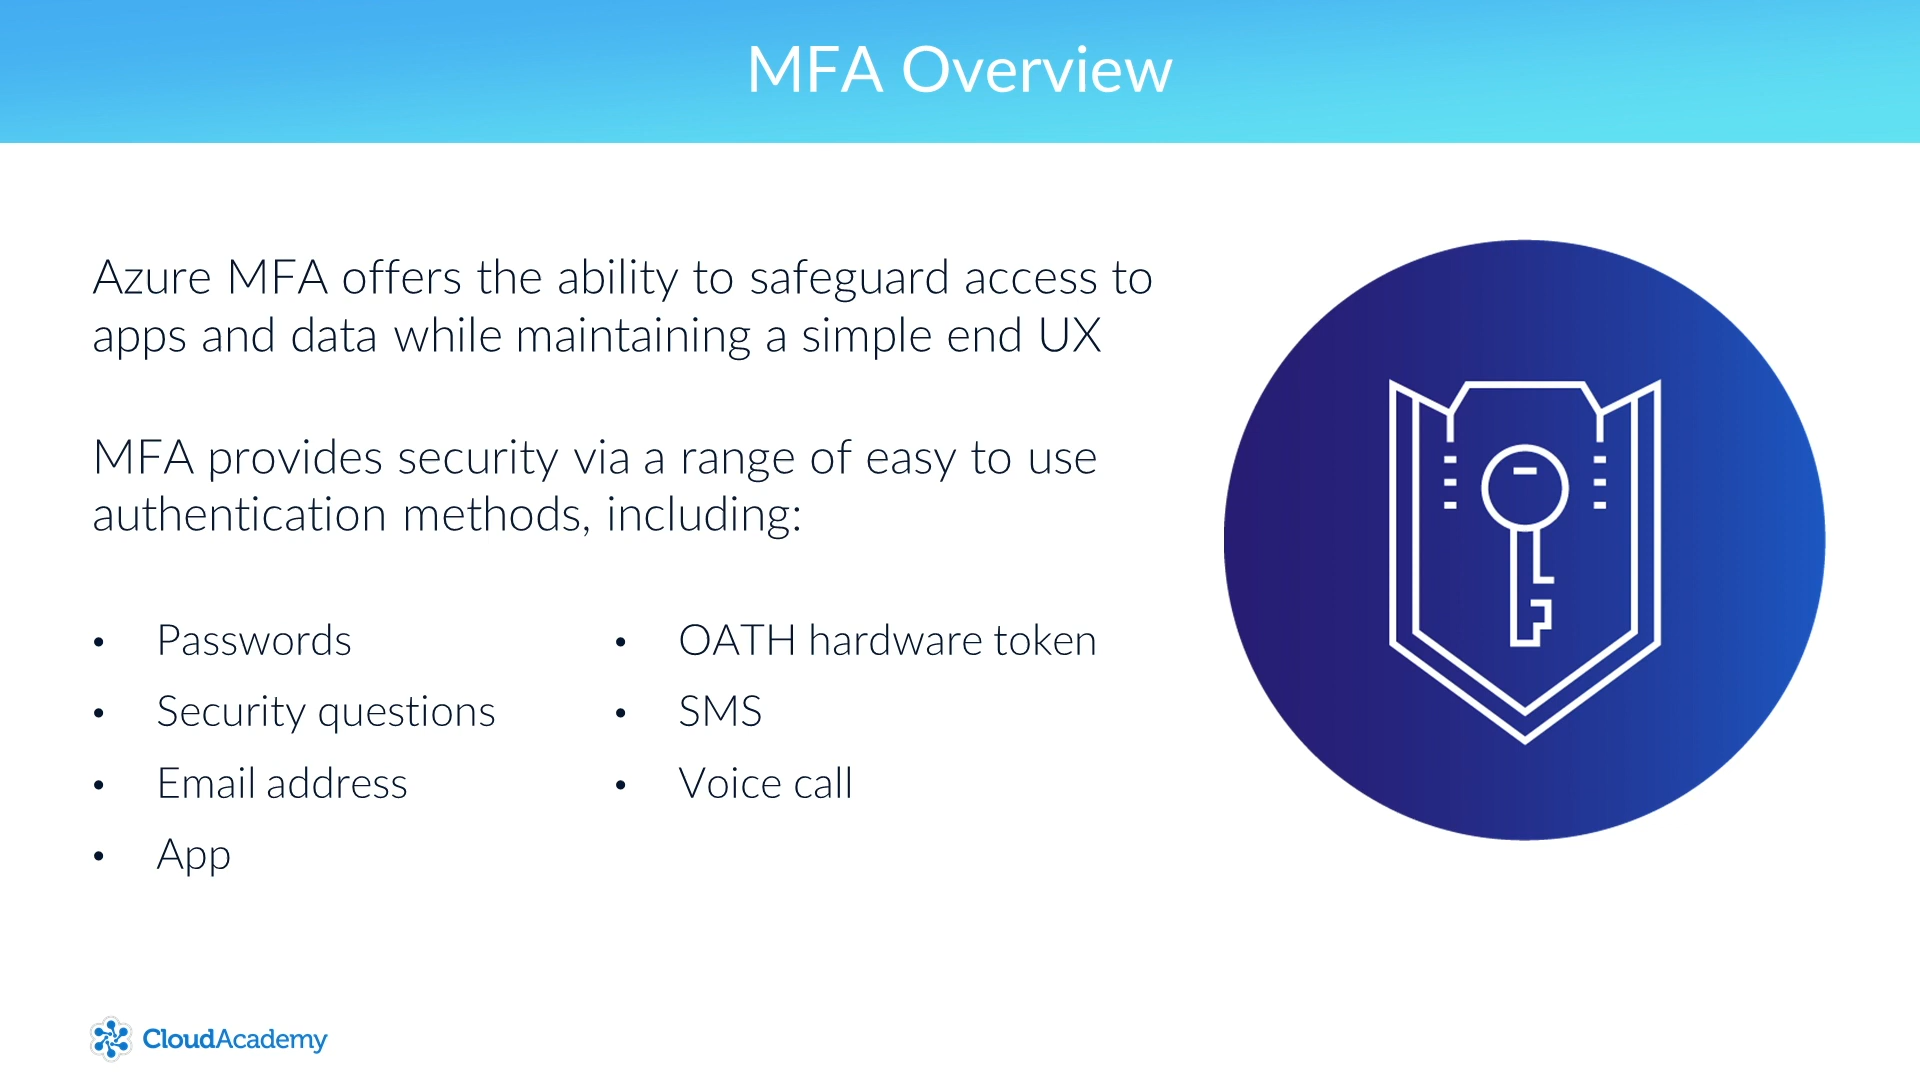 MFA Overview
Azure MFA offers the ability to safeguard access to
apps and data while maintaining a simple end UX
MFA provides security via a range of easy to use
authentication methods, including:
• Passwords
• Security questions
• Email address
• App
• OATH hardware token
• SMS
• Voice call
CloudAcademy